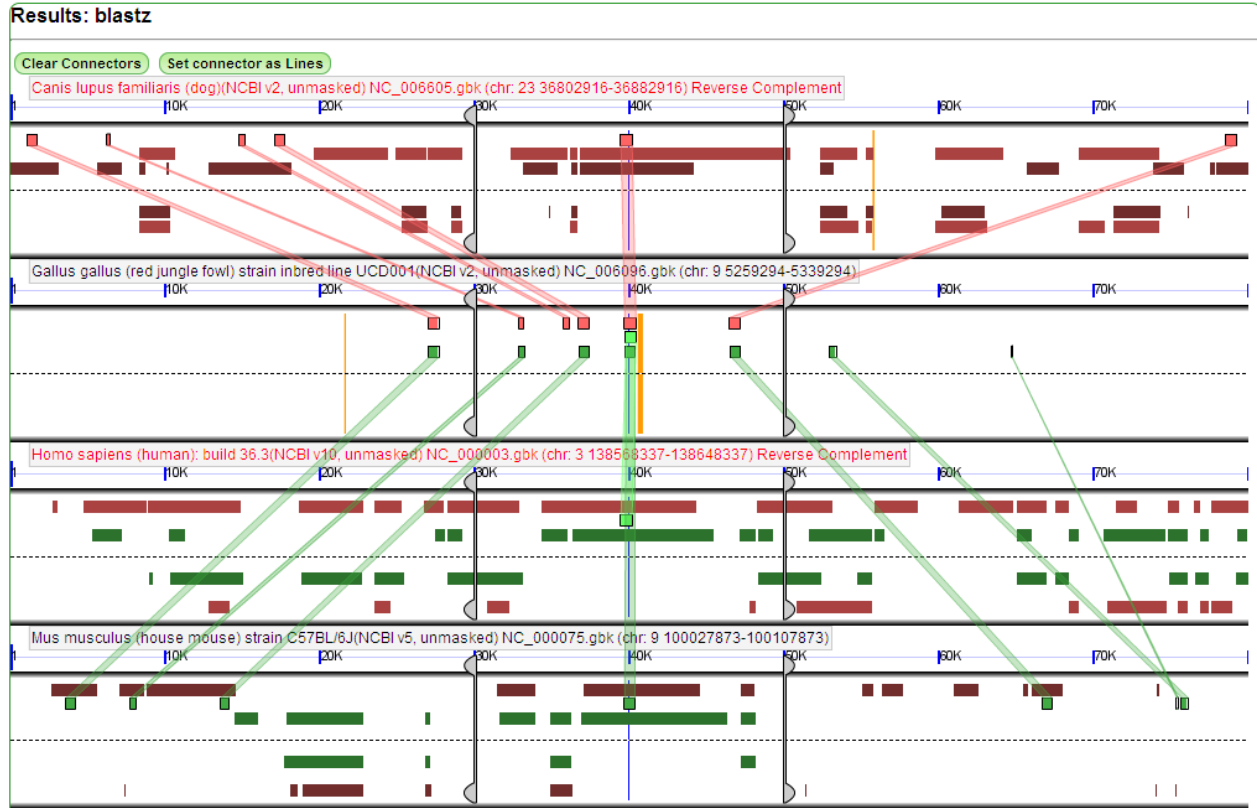 Results: blastz
Clear Connectors Set connector as Lines
Canis lupus familiaris (dog)(NCBI v2, unmasked) NC_006605.gbk (chr: 23 36802916-36882916) Reverse Complement
1 10K 20K 30K 40K 50K 60K 70K
Gallus gallus (red jungle fowl) strain inbred line UCD001(NCBI v2, unmasked) NC_006096.gbk (chr: 9 5259294-5339294)
1 10K 20K 30K 40K 50K 60K 70K
Homo sapiens (human): build 36.3(NCBI v10, unmasked) NC_000003.gbk (chr: 3 138568337-138648337) Reverse Complement
1 10K 20K 30K 40K 50K 60K 70K
Mus musculus (house mouse) strain C57BL/6J(NCBI v5, unmasked) NC_000075.gbk (chr: 9 100027873-100107873)
1 10K 20K 30K 40K 50K 60K 70K